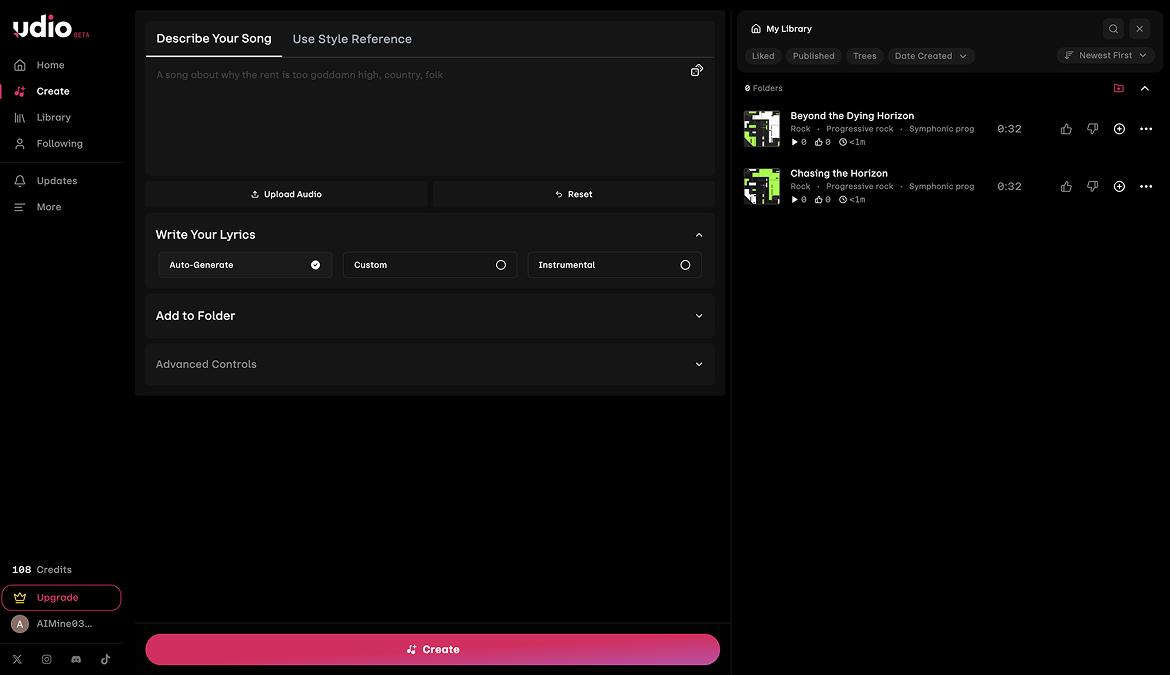 udio BETA
Home
Create
Library
Following
Updates
More
108 Credits
Upgrade
A AIMine03...
Describe Your Song
Use Style Reference
A song about why the rent is too goddamn high, country, folk
Upload Audio
Reset
Write Your Lyrics
Auto-Generate
Custom
Instrumental
Add to Folder
Advanced Controls
Create
My Library
Liked
Published
Trees
Date Created
Newest First
0 Folders
Beyond the Dying Horizon
Rock · Progressive rock · Symphonic prog
0:32
0 0 <1m
Chasing the Horizon
Rock · Progressive rock · Symphonic prog
0:32
0 0 <1m